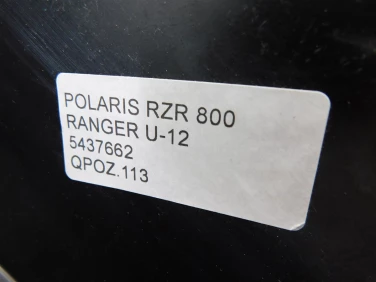 POLARIS RZR 800
RANGER U-12
5437662
QPOZ.113